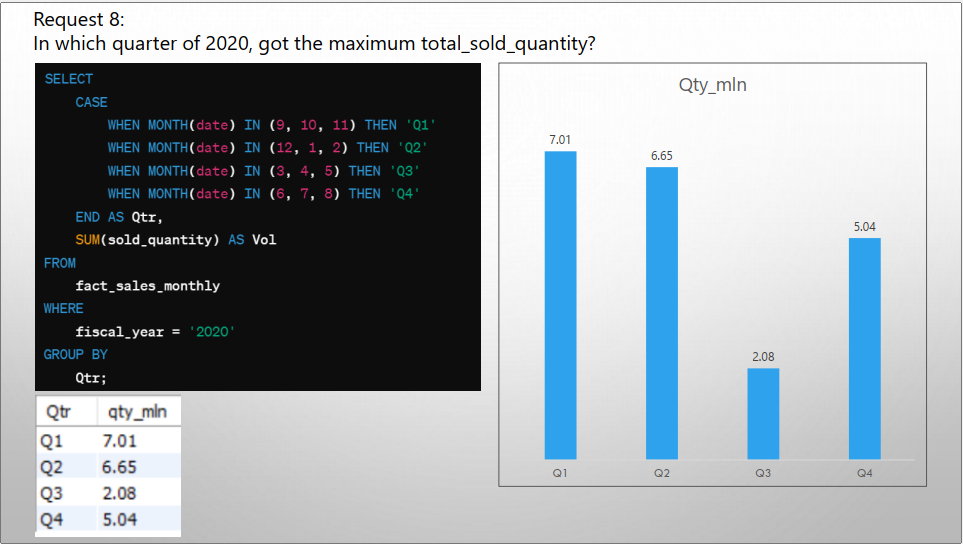 Request 8:
In which quarter of 2020, got the maximum total_sold_quantity?
SELECT
CASE
WHEN MONTH(date) IN (9, 10, 11) THEN 'Q1'
WHEN MONTH(date) IN (12, 1, 2) THEN 'Q2'
WHEN MONTH(date) IN (3, 4, 5) THEN 'Q3'
WHEN MONTH(date) IN (6, 7, 8) THEN 'Q4'
END AS Qtr,
SUM(sold_quantity) AS Vol
FROM
fact_sales_monthly
WHERE
fiscal_year = '2020'
GROUP BY
Qtr;
Qtr qty_mln
Q1 7.01
Q2 6.65
Q3 2.08
Q4 5.04
Qty_mln
7.01
6.65
2.08
5.04
Q1 Q2 Q3 Q4